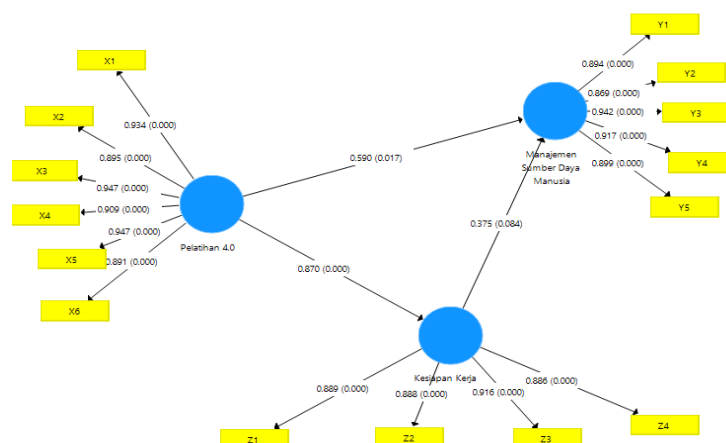 Y1
X1
0.894 (0.000)
Y2
0.869 (0.000)
X2
0.934 (0.000)
0.942 (0.000)
Y3
0.895 (0.000)
0.917 (0.000)
Manajemen
Sumber Daya
Manusia
Y4
X3
0.590 (0.017)
0.899 (0.000)
0.947 (0.000)
Y5
X4
0.909 (0.000)
0.375 (0.084)
0.947 (0.000)
Pelatihan 4.0
X5
0.891 (0.000)
0.870 (0.000)
X6
Kesiapan Kerja
0.889 (0.000)
0.888 (0.000)
0.916 (0.000)
0.886 (0.000)
Z1
Z2
Z3
Z4